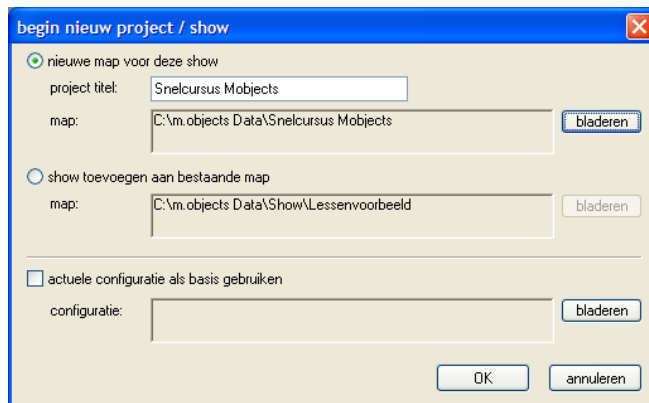 begin nieuw project / show
nieuwe map voor deze show
project titel: Snelcursus Mobjects
map: C:\m.objects Data\Snelcursus Mobjects bladeren
show toevoegen aan bestaande map
map: C:\m.objects Data\Show\Lessenvoorbeeld bladeren
actuele configuratie als basis gebruiken
configuratie: bladeren
OK annuleren